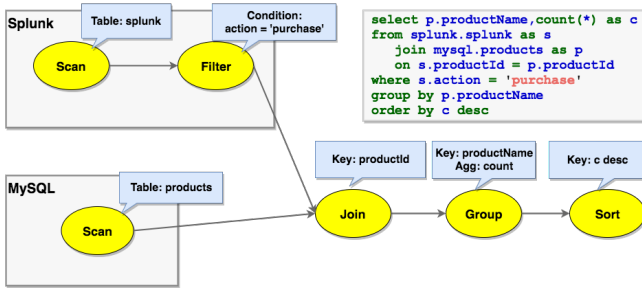 Splunk
Table: splunk
Condition:
action = 'purchase'
Scan
Filter
select p.productName,count(*) as c
from splunk.splunk as s
join mysql.products as p
on s.productId = p.productId
where s.action = 'purchase'
group by p.productName
order by c desc
MySQL
Table: products
Scan
Key: productId
Key: productName
Agg: count
Key: c desc
Join
Group
Sort